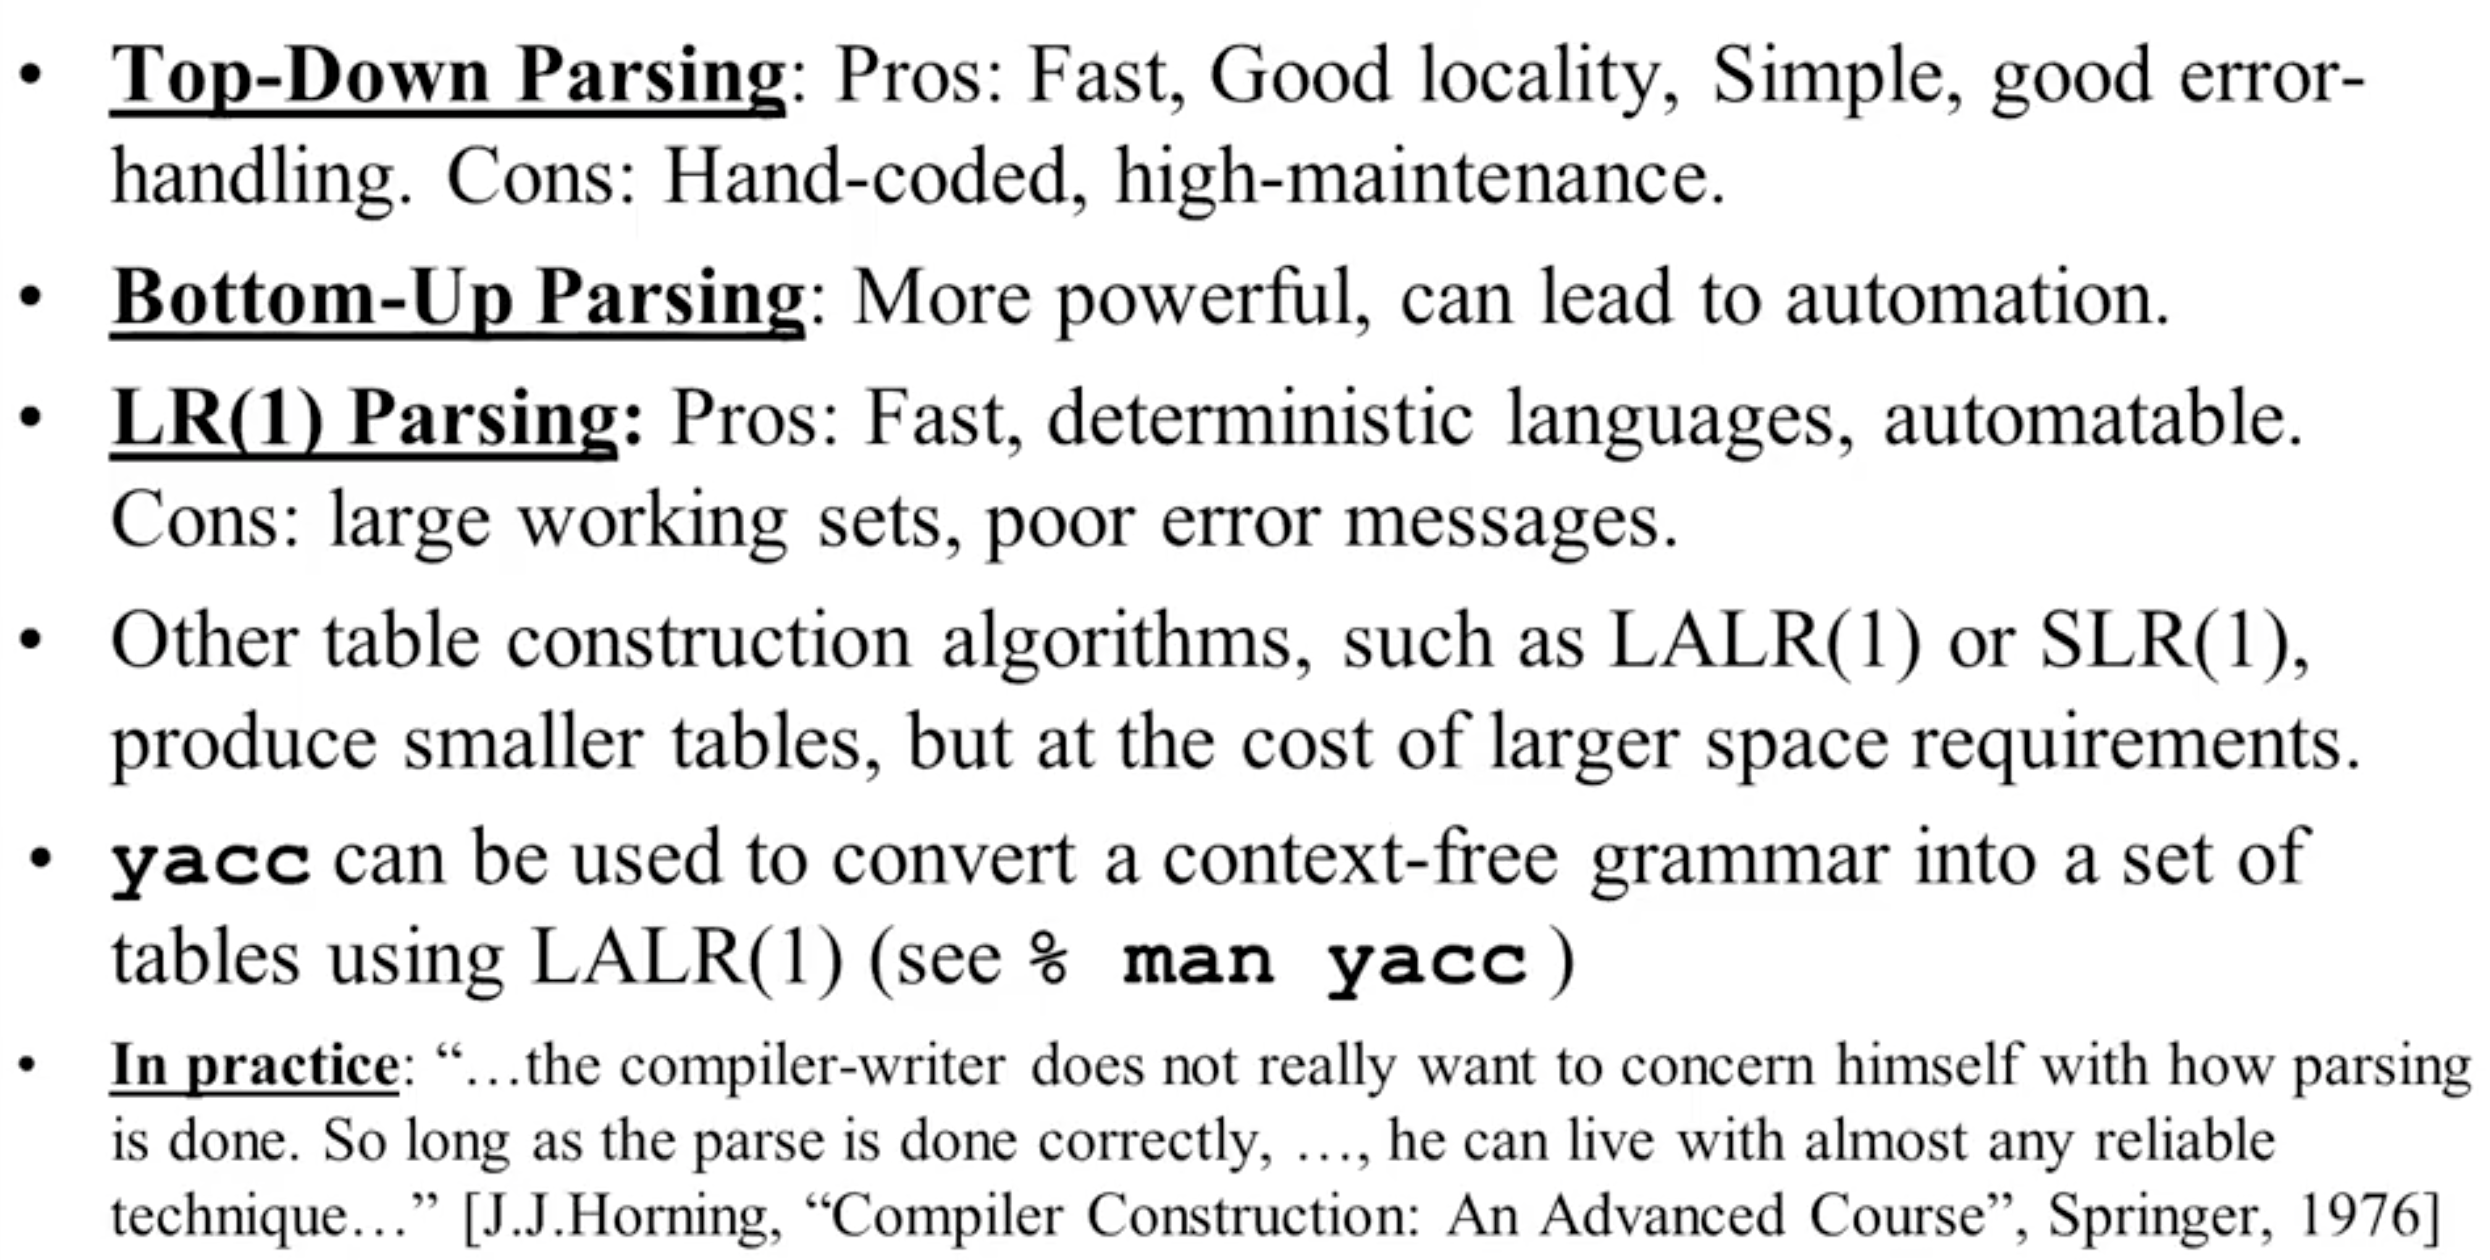 • Top-Down Parsing: Pros: Fast, Good locality, Simple, good error-
handling. Cons: Hand-coded, high-maintenance.
• Bottom-Up Parsing: More powerful, can lead to automation.
• LR(1) Parsing: Pros: Fast, deterministic languages, automatable.
Cons: large working sets, poor error messages.
• Other table construction algorithms, such as LALR(1) or SLR(1),
produce smaller tables, but at the cost of larger space requirements.
• yacc can be used to convert a context-free grammar into a set of
tables using LALR(1) (see % man yacc )
• In practice: “…the compiler-writer does not really want to concern himself with how parsing
is done. So long as the parse is done correctly, …, he can live with almost any reliable
technique…” [J.J.Horning, “Compiler Construction: An Advanced Course”, Springer, 1976]